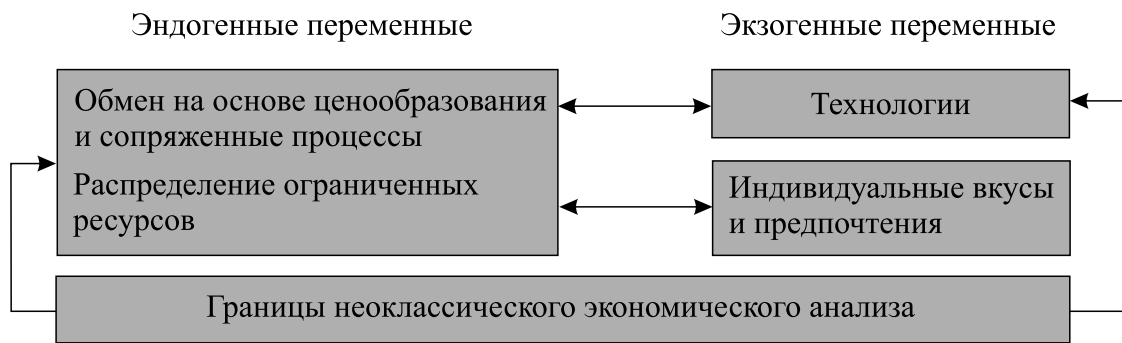 Эндогенные переменные
Экзогенные переменные
Обмен на основе ценообразования
и сопряженные процессы
Распределение ограниченных
ресурсов
Технологии
Индивидуальные вкусы
и предпочтения
Границы неоклассического экономического анализа